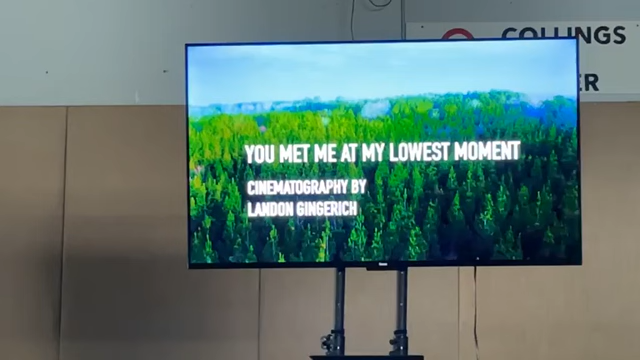 COLLINGS
ER
YOU MET ME AT MY LOWEST MOMENT
CINEMATOGRAPHY BY
LANDON GINGERICH